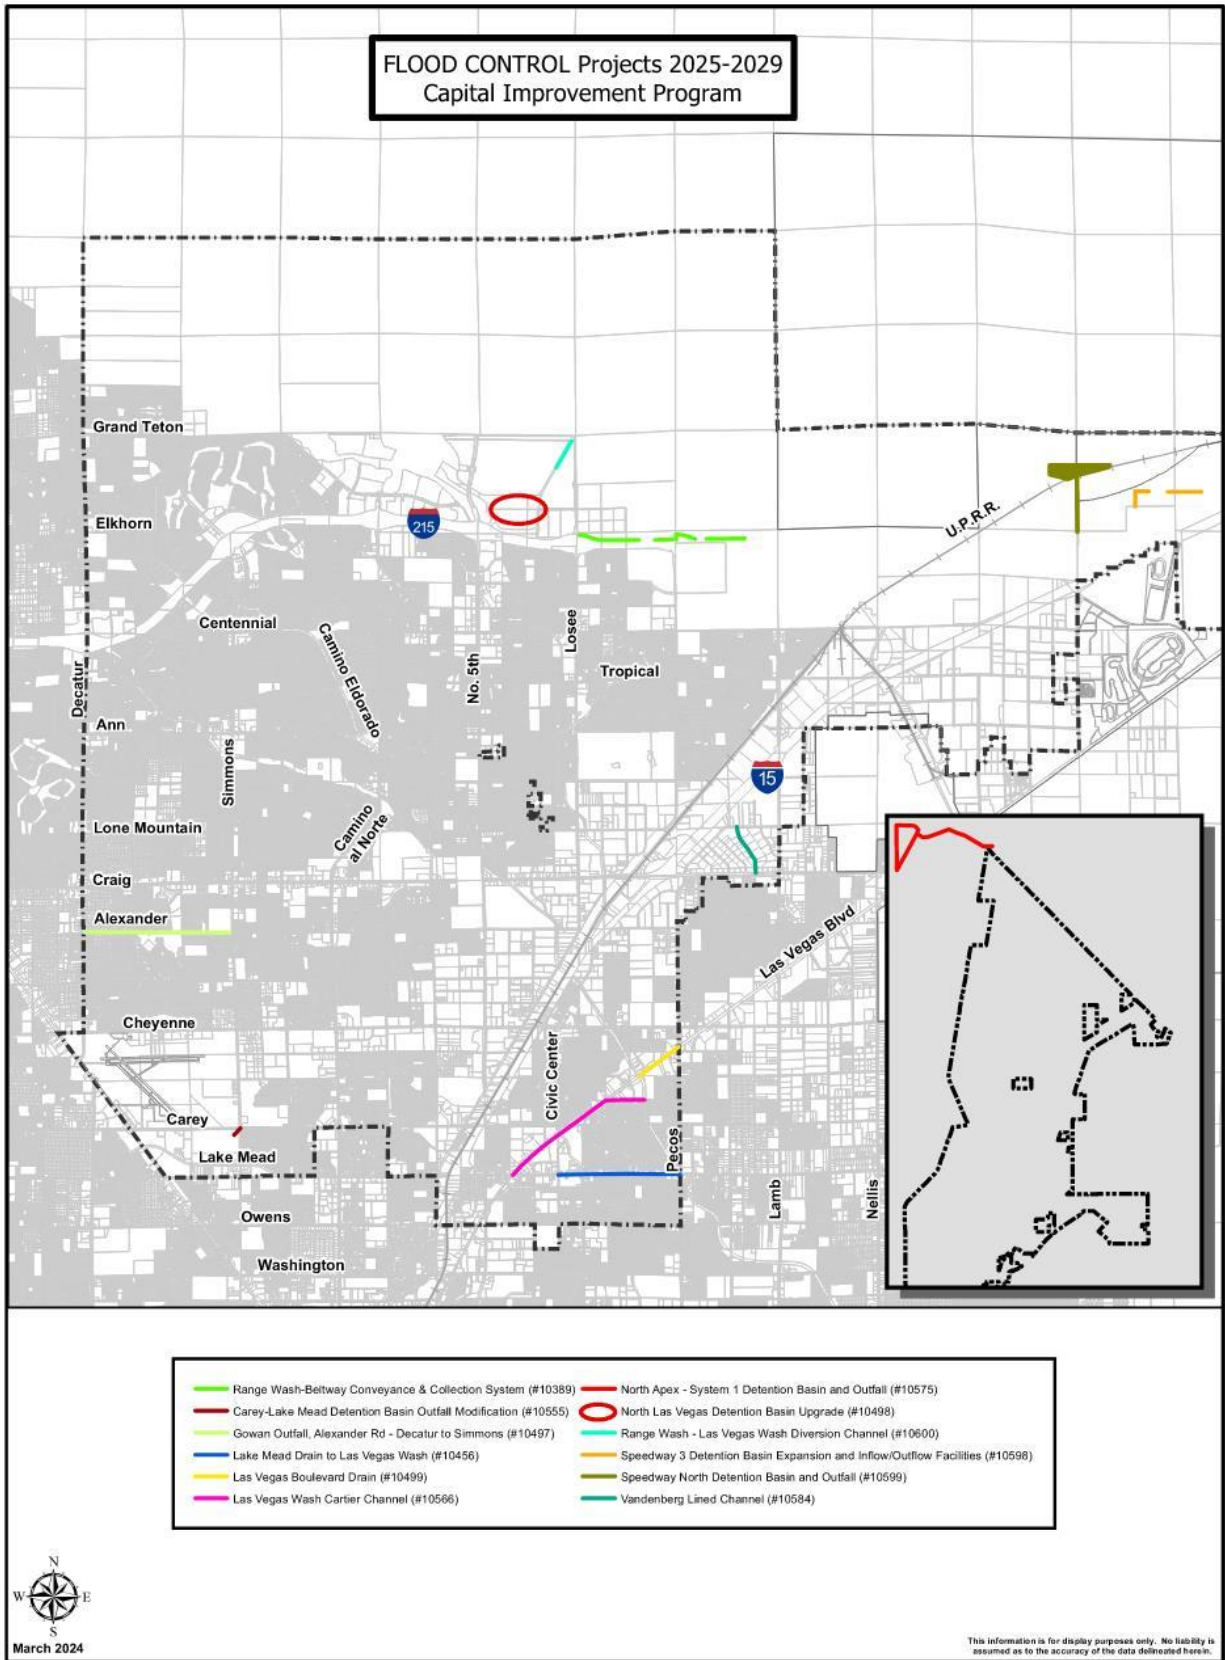 FLOOD CONTROL Projects 2025-2029
Capital Improvement Program
Grand Teton
Elkhorn
215
U.P.R.R.
Centennial
Camino Eldorado
Losee
No. 5th
Tropical
Decatur
Ann
Simmons
15
Lone Mountain
Camino
al Norte
Craig
Alexander
Las Vegas Blvd
Cheyenne
Civic Center
Carey
Lake Mead
Pecos
Lamb
Nellis
Owens
Washington
Range Wash-Beltway Conveyance & Collection System (#10389)
Carey-Lake Mead Detention Basin Outfall Modification (#10555)
Gowan Outfall, Alexander Rd - Decatur to Simmons (#10497)
Lake Mead Drain to Las Vegas Wash (#10456)
Las Vegas Boulevard Drain (#10499)
Las Vegas Wash Cartier Channel (#10566)
North Apex - System 1 Detention Basin and Outfall (#10575)
North Las Vegas Detention Basin Upgrade (#10498)
Range Wash - Las Vegas Wash Diversion Channel (#10600)
Speedway 3 Detention Basin Expansion and Inflow/Outflow Facilities (#10598)
Speedway North Detention Basin and Outfall (#10599)
Vandenberg Lined Channel (#10584)
N
W E
S
March 2024
This information is for display purposes only. No liability is
assumed as to the accuracy of the data delineated herein.